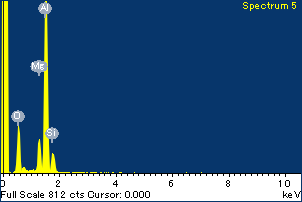 Spectrum 5
Al
Mg
O
Si
0 2 4 6 8 10
Full Scale 812 cts Cursor: 0.000 keV